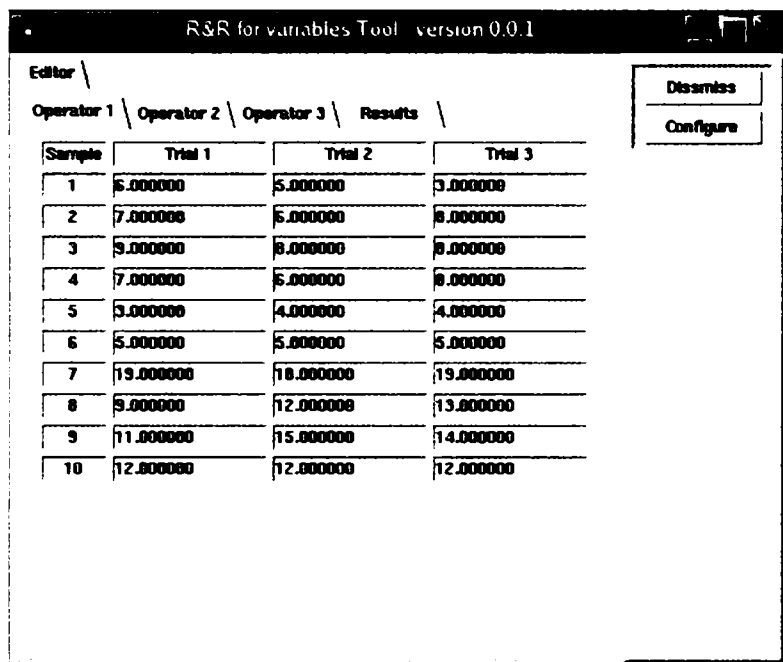 R&R for variables Tool version 0.0.1
Editor
Dissmiss
Operator 1 Operator 2 Operator 3 Results
Configure
Sample Trial 1 Trial 2 Trial 3
1 6.000000 5.000000 3.000000
2 7.000000 6.000000
3 9.000000 8.000000 8.000000
4 7.000000 6.000000
5 3.000000 4.000000 4.000000
6 5.000000 5.000000 5.000000
7 19.000000 18.000000 19.000000
8 9.000000 12.000000 13.000000
9 11.000000 15.000000 14.000000
10 12.000000 12.000000 12.000000